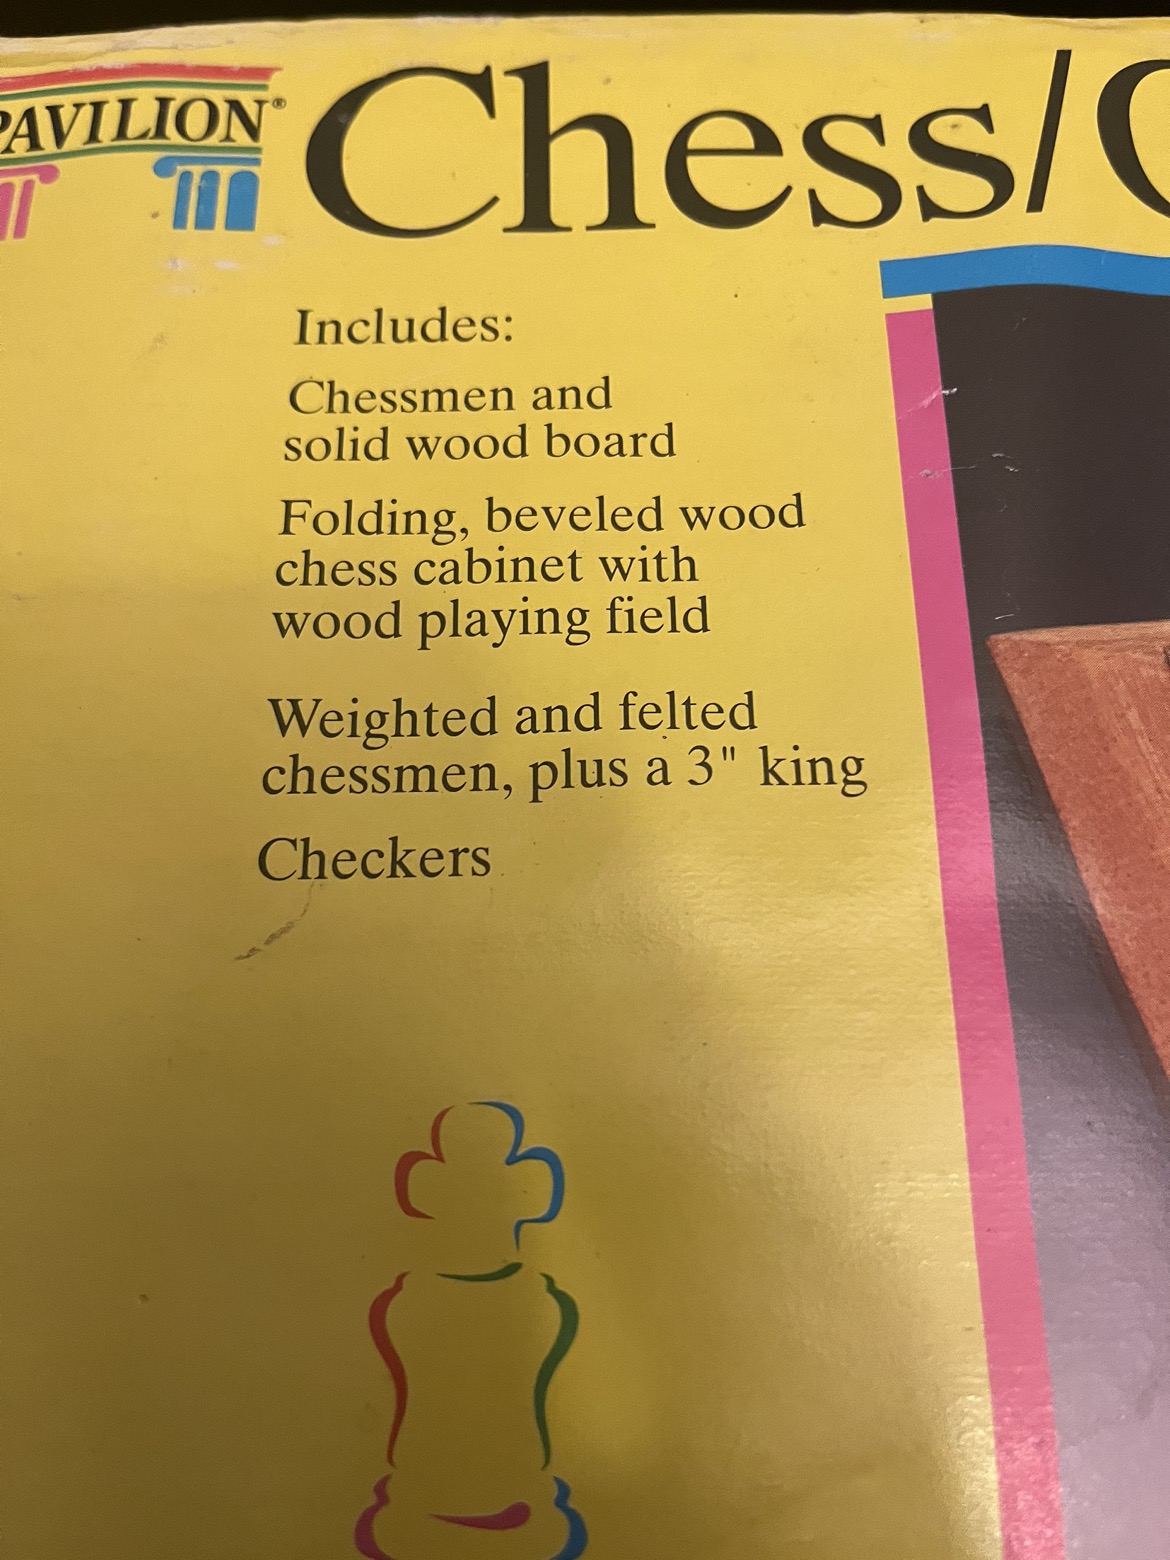 PAVILION®
Chess/C
Includes:
Chessmen and
solid wood board
Folding, beveled wood
chess cabinet with
wood playing field
Weighted and felted
chessmen, plus a 3" king
Checkers